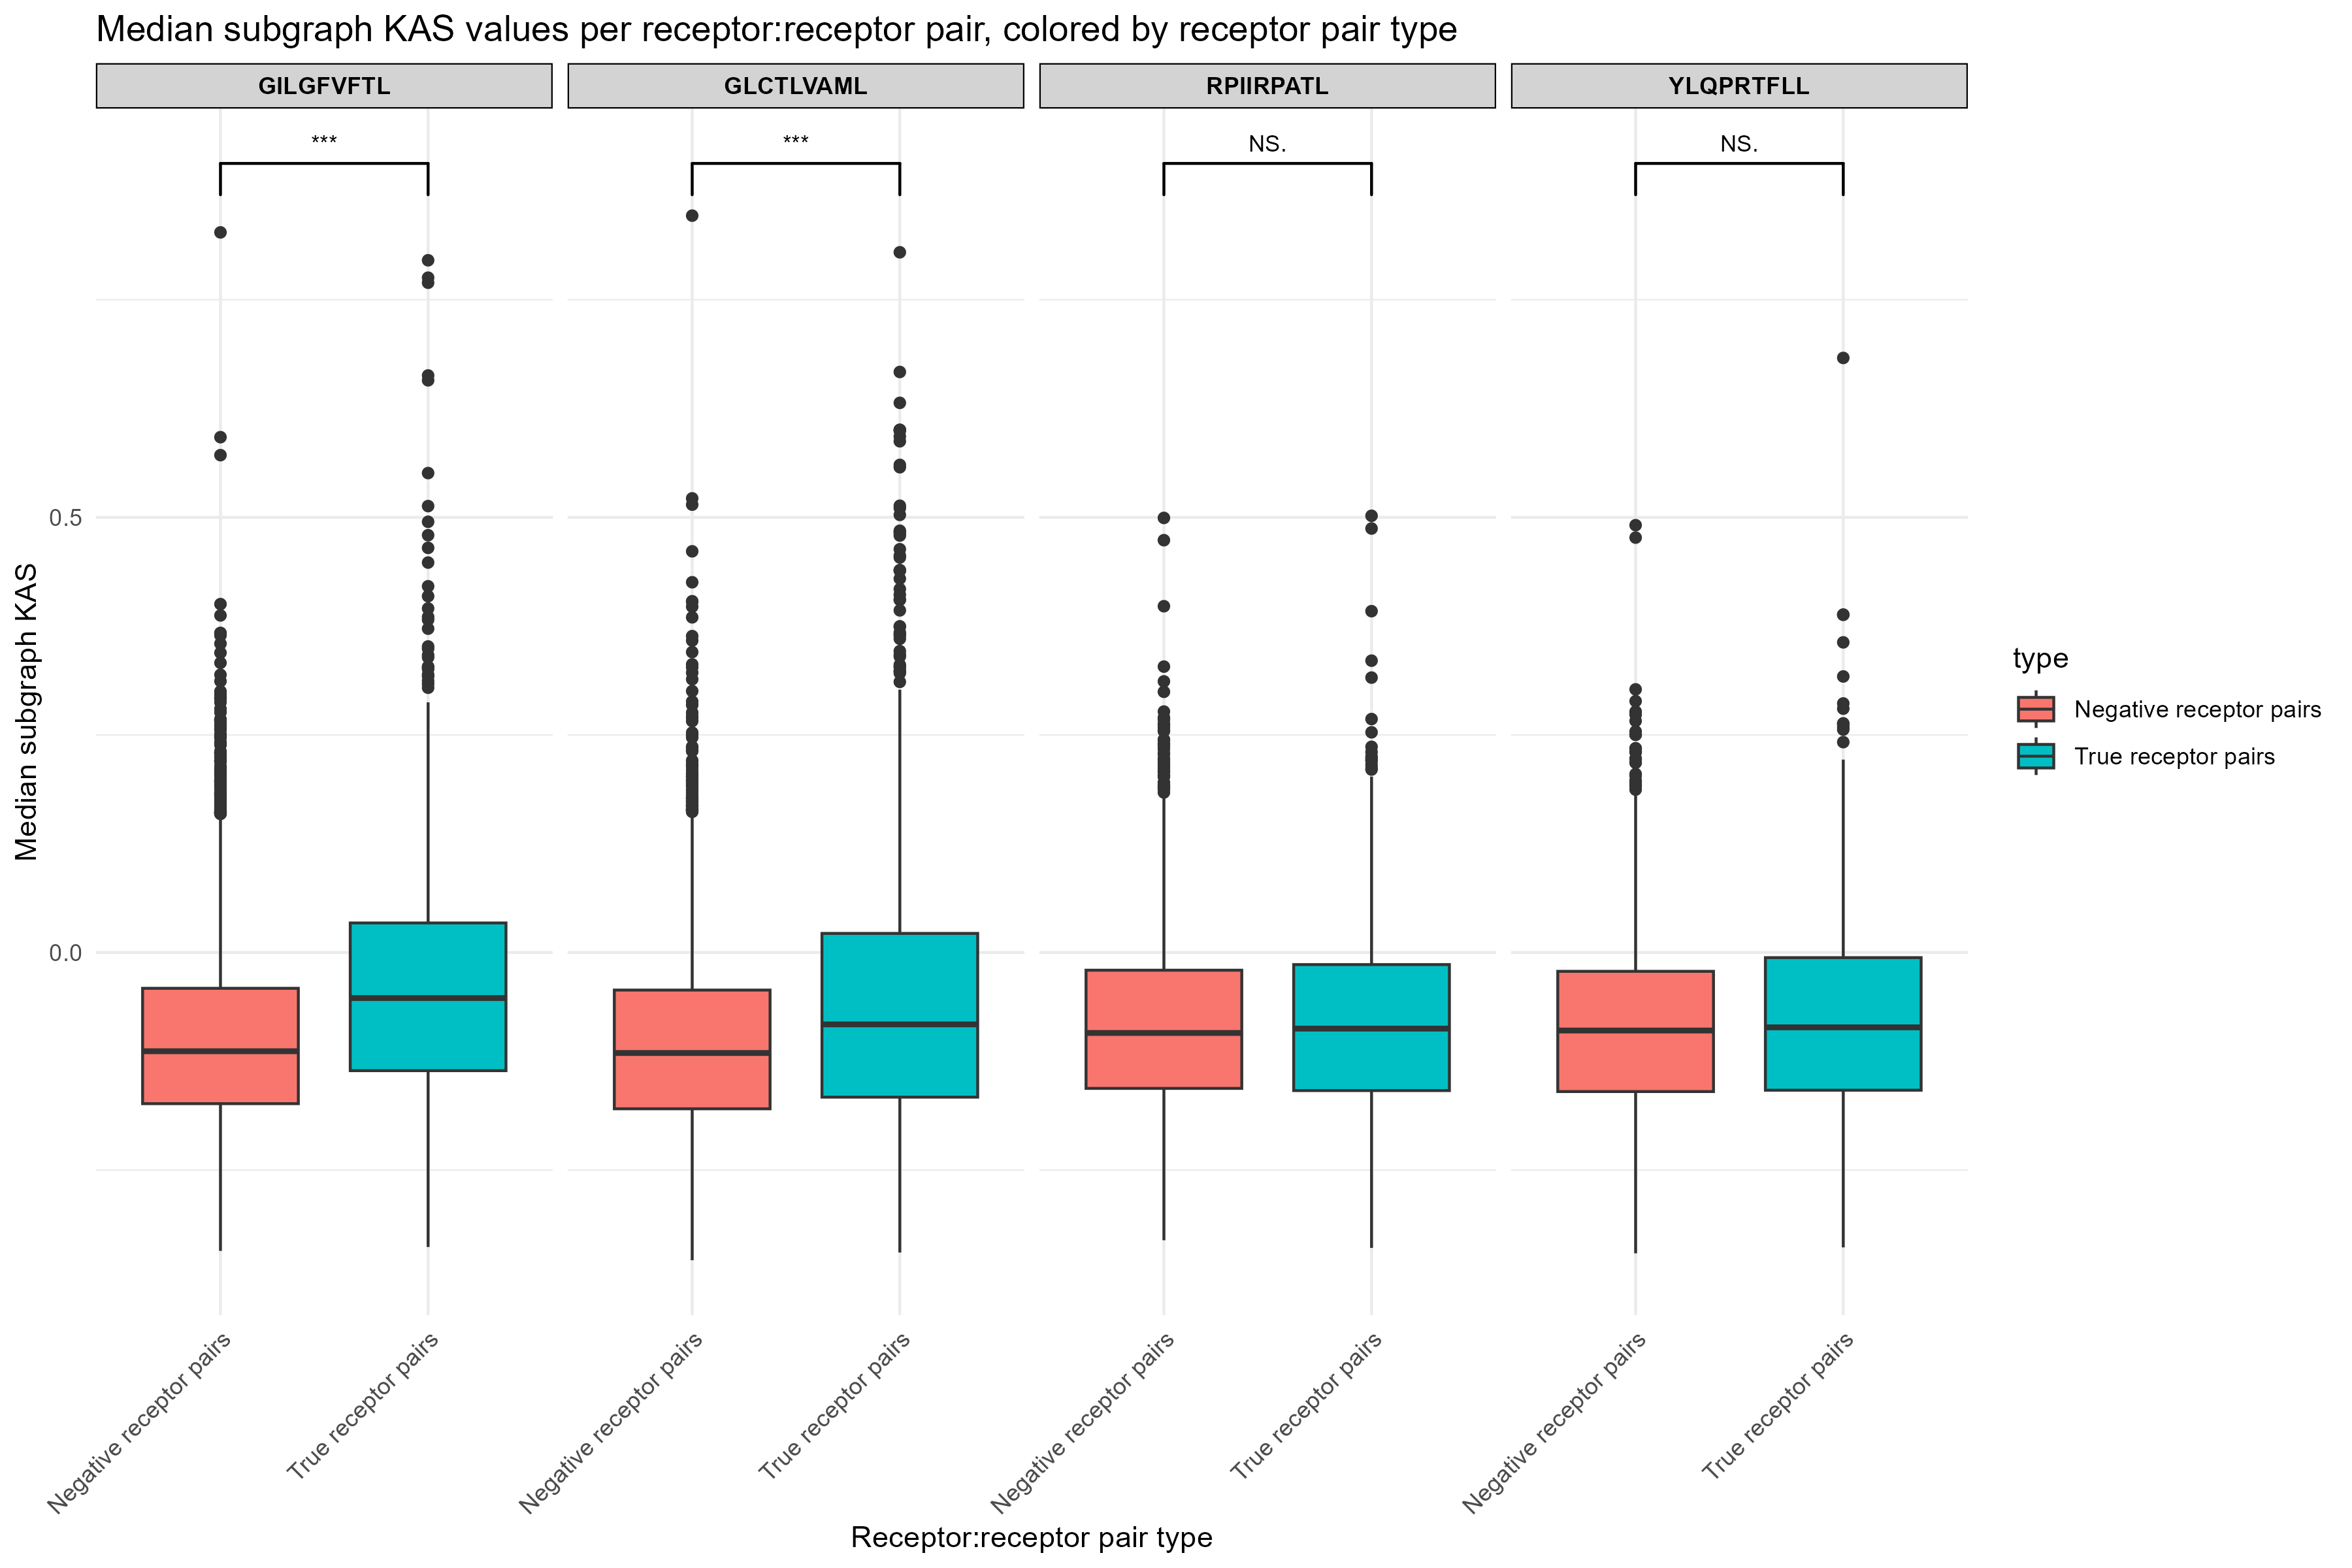 Median subgraph KAS values per receptor:receptor pair, colored by receptor pair type
GILGFVFTL
GLCTLVAML
RPIIRPATL
YLQPRTFLL
***
***
NS.
NS.
Median subgraph KAS
0.5
0.0
type
Negative receptor pairs
True receptor pairs
Negative receptor pairs
True receptor pairs
Negative receptor pairs
True receptor pairs
Negative receptor pairs
True receptor pairs
Negative receptor pairs
True receptor pairs
Receptor:receptor pair type